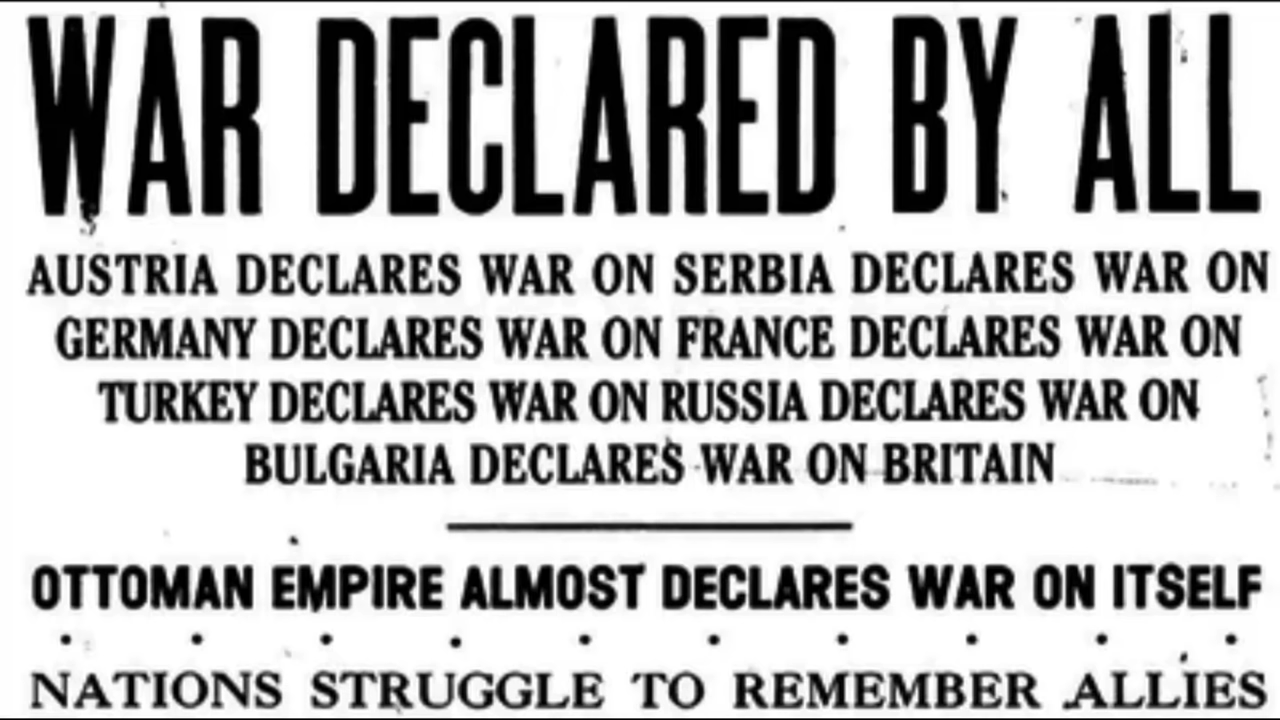 WAR DECLARED BY ALL
AUSTRIA DECLARES WAR ON SERBIA DECLARES WAR ON
GERMANY DECLARES WAR ON FRANCE DECLARES WAR ON
TURKEY DECLARES WAR ON RUSSIA DECLARES WAR ON
BULGARIA DECLARES WAR ON BRITAIN
OTTOMAN EMPIRE ALMOST DECLARES WAR ON ITSELF
NATIONS STRUGGLE TO REMEMBER ALLIES